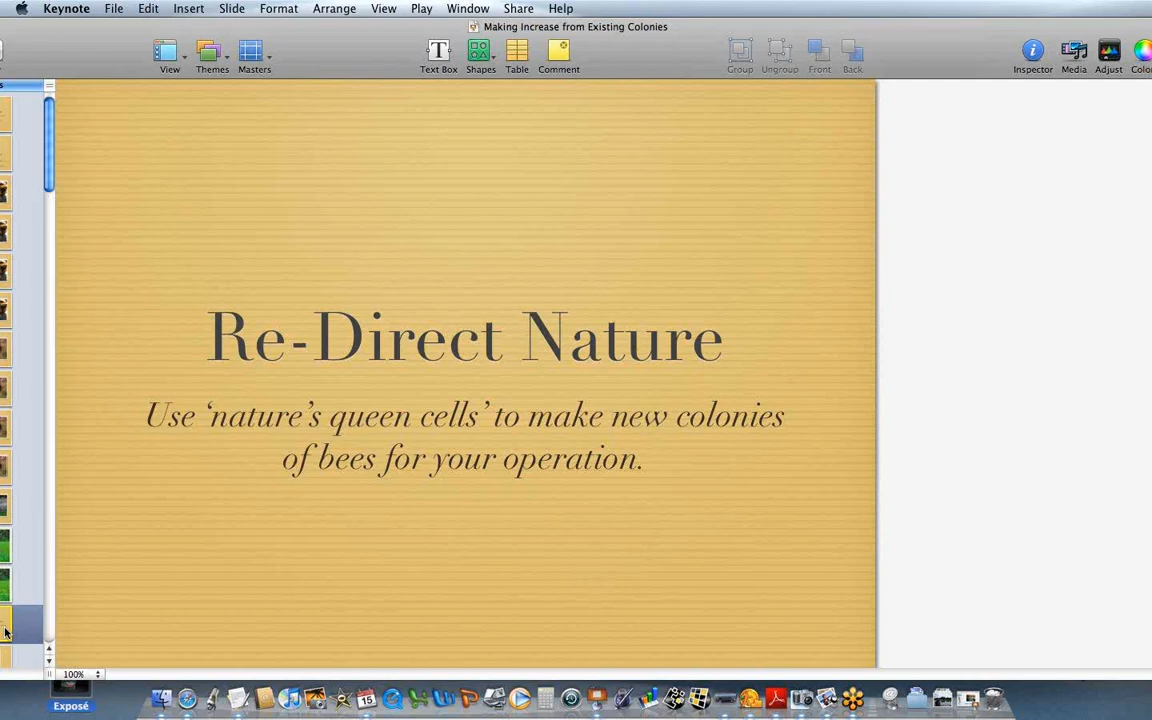 Keynote File Edit Insert Slide Format Arrange View Play Window Share Help
Making Increase from Existing Colonies
View Themes Masters Text Box Shapes Table Comment Group Ungroup Front Back Inspector Media Adjust Colo
Re-Direct Nature
Use ‘nature’s queen cells’ to make new colonies
of bees for your operation.
100%
15
Exposé